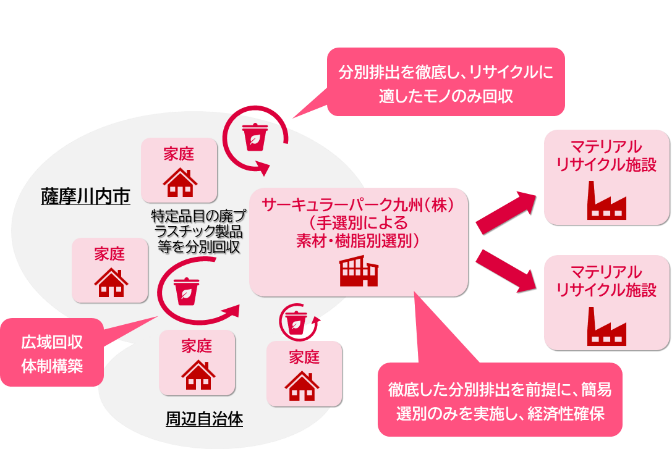 分別排出を徹底し、リサイクルに
適したモノのみ回収
家庭
薩摩川内市
特定品目の廃プ
ラスチック製品
等を分別回収
サーキュラーパーク九州(株)
(手選別による
素材・樹脂別選別)
マテリアル
リサイクル施設
家庭
マテリアル
リサイクル施設
広域回収
体制構築
家庭
家庭
周辺自治体
徹底した分別排出を前提に、簡易
選別のみを実施し、経済性確保